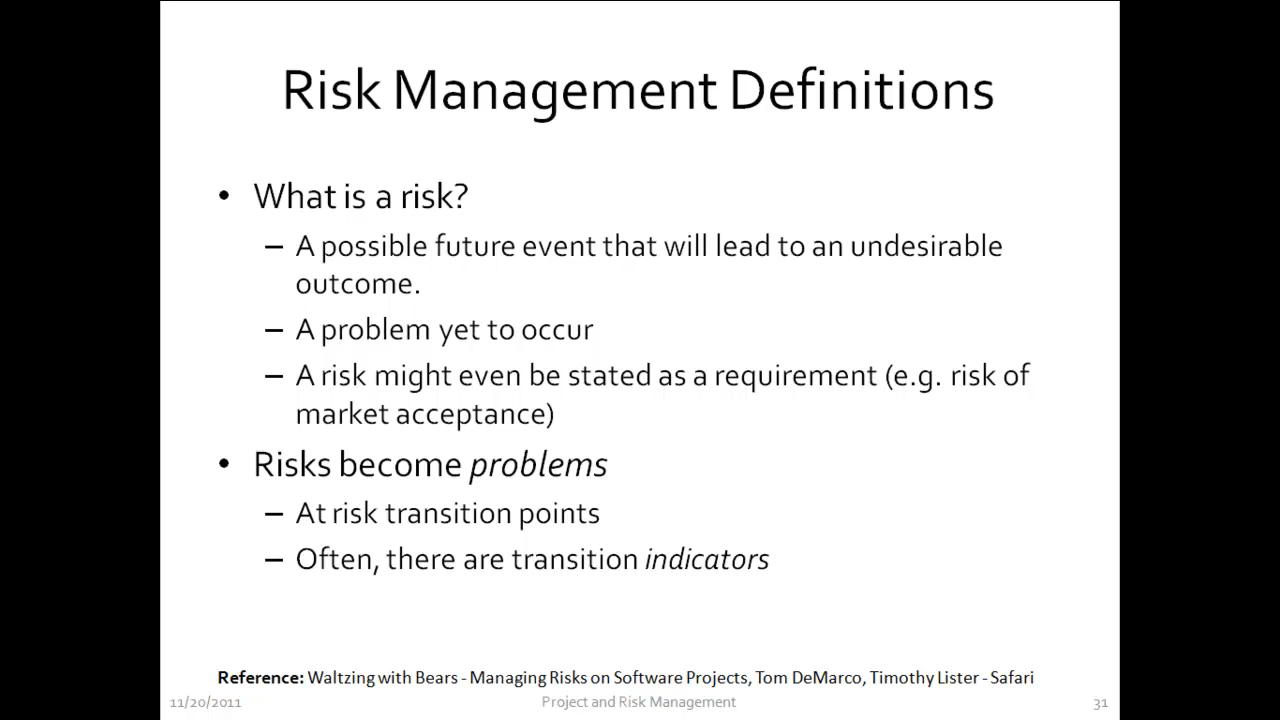 Risk Management Definitions
• What is a risk?
– A possible future event that will lead to an undesirable
outcome.
– A problem yet to occur
– A risk might even be stated as a requirement (e.g. risk of
market acceptance)
• Risks become problems
– At risk transition points
– Often, there are transition indicators
Reference: Waltzing with Bears - Managing Risks on Software Projects, Tom DeMarco, Timothy Lister - Safari
11/20/2011 Project and Risk Management 31